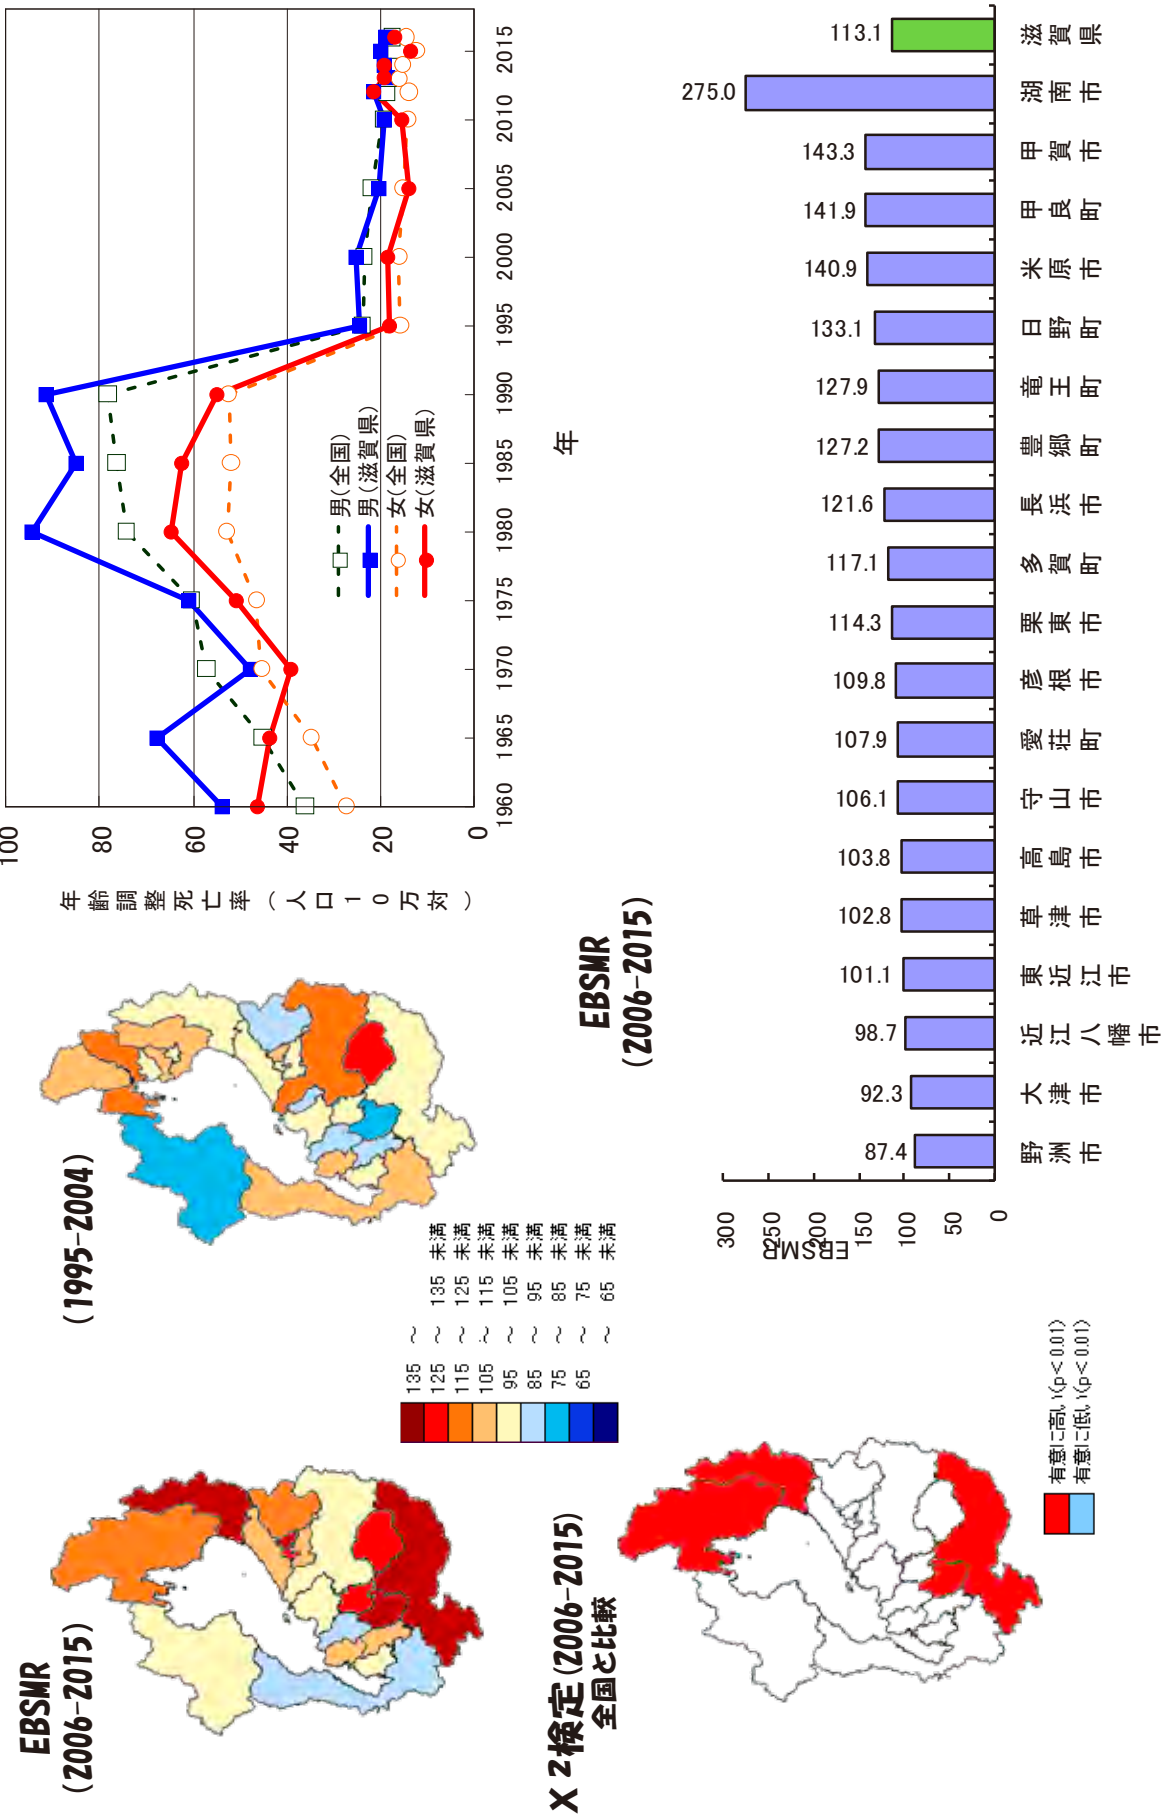 EBSMR
(2006-2015)
(1995-2004)
135 ～
125 ～ 135 未満
115 ～ 125 未満
105 ～ 115 未満
95 ～ 105 未満
85 ～ 95 未満
75 ～ 85 未満
65 ～ 75 未満
～ 65 未満
年齢調整死亡率（人口１０万対）
100
80
60
40
20
0
1960
1965
1970
1975
1980
1985
1990
1995
2000
2005
2010
2015
年
男(全国)
男(滋賀県)
女(全国)
女(滋賀県)
X²検定(2006-2015)
全国と比較
有意に高い(p<0.01)
有意に低い(p<0.01)
EBSMR
(2006-2015)
EBSMR
300
250
200
150
100
50
0
87.4
92.3
98.7
101.1
102.8
103.8
106.1
107.9
109.8
114.3
117.1
121.6
127.2
127.9
133.1
140.9
141.9
143.3
275.0
113.1
野洲市
大津市
近江八幡市
東近江市
草津市
高島市
守山市
愛荘町
彦根市
栗東市
多賀町
長浜市
豊郷町
竜王町
日野町
米原市
甲良町
甲賀市
湖南市
滋賀県